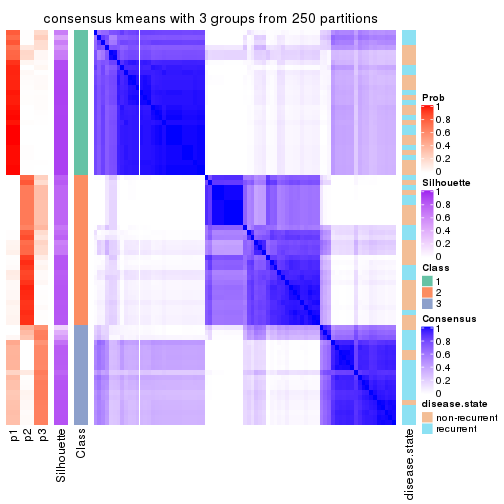 consensus kmeans with 3 groups from 250 partitions
Prob
1
0.8
0.6
0.4
0.2
0
Silhouette
1
0.8
0.6
0.4
0.2
0
Class
1
2
3
Consensus
1
0.8
0.6
0.4
0.2
0
disease.state
non-recurrent
recurrent
p1
p2
p3
Silhouette
Class
disease.state